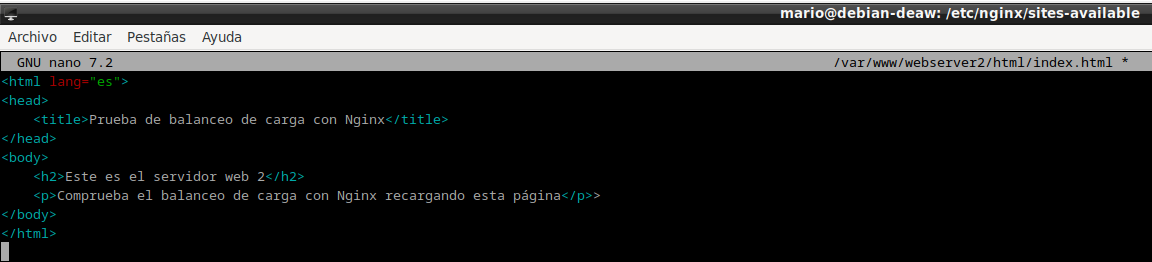 mario@debian-deaw: /etc/nginx/sites-available
Archivo Editar Pestañas Ayuda
GNU nano 7.2 /var/www/webserver2/html/index.html *
<html lang="es">
<head>
    <title>Prueba de balanceo de carga con Nginx</title>
</head>
<body>
    <h2>Este es el servidor web 2</h2>
    <p>Comprueba el balanceo de carga con Nginx recargando esta página</p>>
</body>
</html>